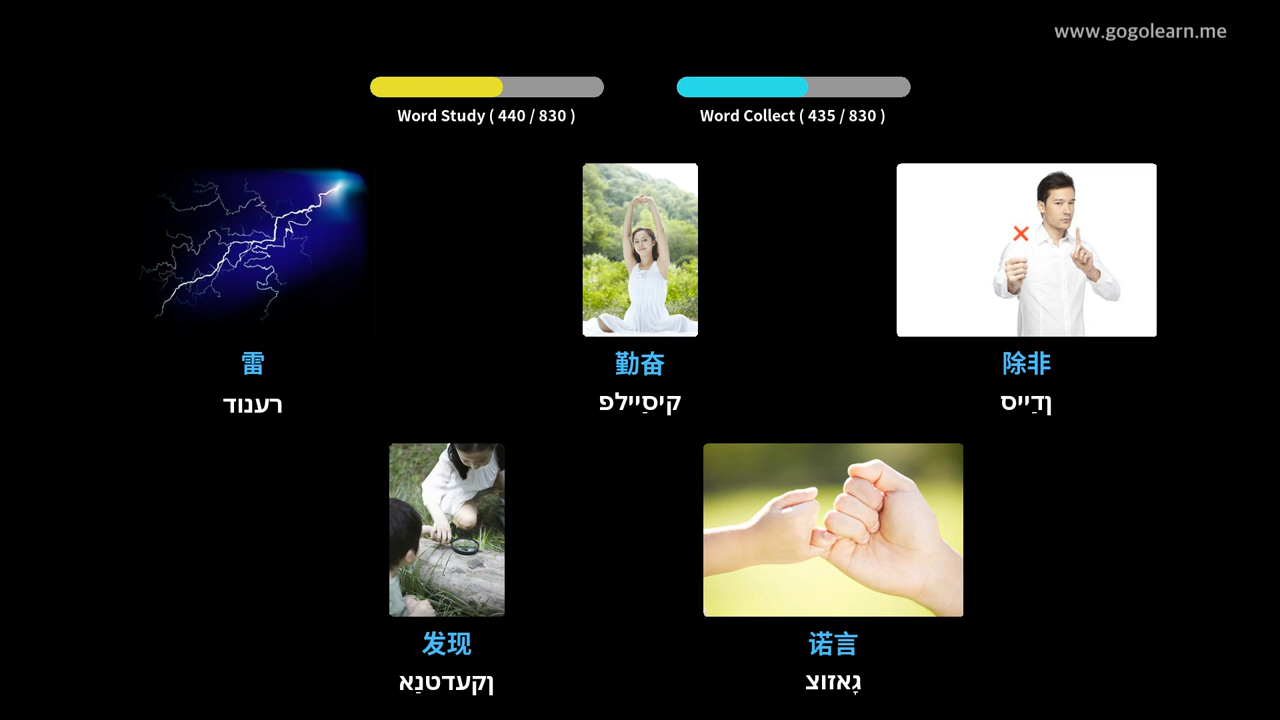 www.gogolearn.me
Word Study ( 440 / 830 )
Word Collect ( 435 / 830 )
雷
勤奋
除非
רענוד
קיסַיילפ
ןדַייס
发现
诺言
ןקעדטנַא
גָאזוצ